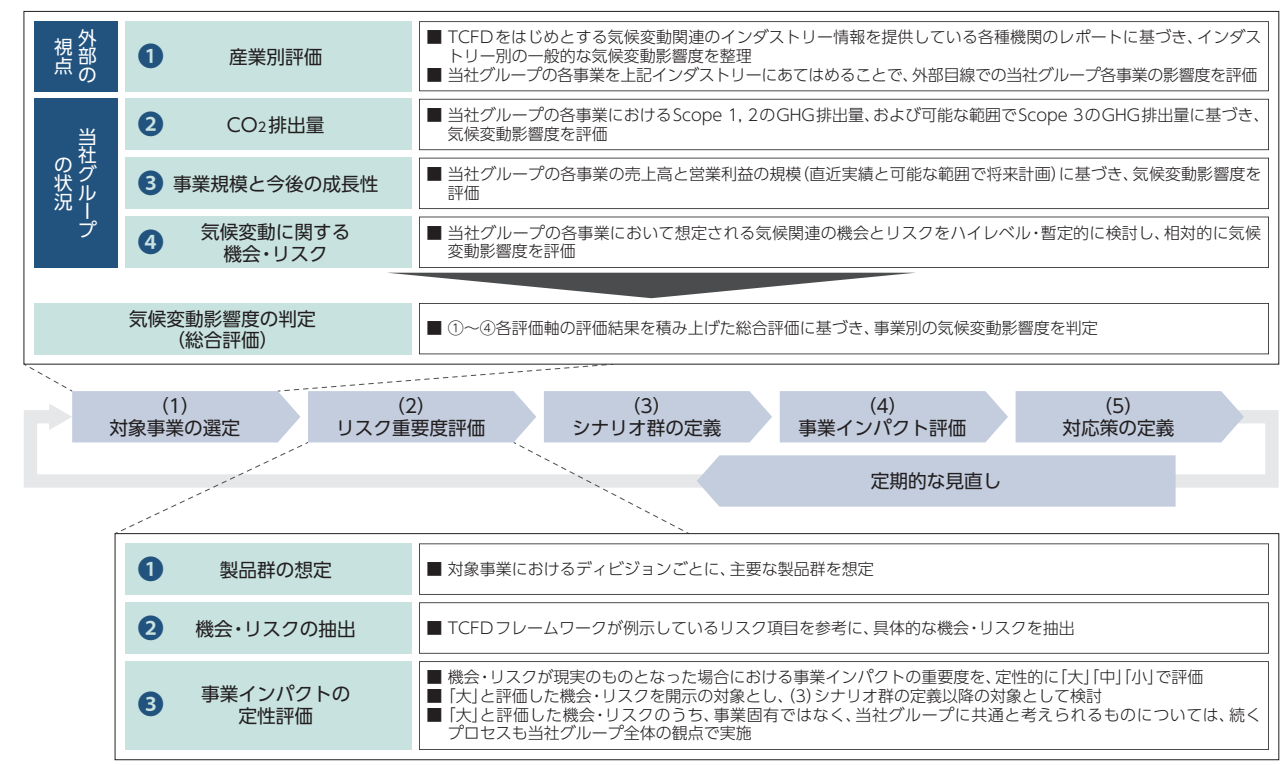 外部の
視点
❶ 産業別評価
■ TCFDをはじめとする気候変動関連のインダストリー情報を提供している各種機関のレポートに基づき、インダス
トリー別の一般的な気候変動影響度を整理
■ 当社グループの各事業を上記インダストリーにあてはめることで、外部目線での当社グループ各事業の影響度を評価
当社グループ
の状況
❷ CO₂排出量
■ 当社グループの各事業におけるScope 1, 2のGHG排出量、および可能な範囲でScope 3のGHG排出量に基づき、
気候変動影響度を評価
❸ 事業規模と今後の成長性
■ 当社グループの各事業の売上高と営業利益の規模(直近実績と可能な範囲で将来計画)に基づき、気候変動影響度を
評価
❹ 気候変動に関する
機会・リスク
■ 当社グループの各事業において想定される気候関連の機会とリスクをハイレベル・暫定的に検討し、相対的に気候
変動影響度を評価
気候変動影響度の判定
(総合評価)
■ ①～④各評価軸の評価結果を積み上げた総合評価に基づき、事業別の気候変動影響度を判定
(1)
対象事業の選定
(2)
リスク重要度評価
(3)
シナリオ群の定義
(4)
事業インパクト評価
(5)
対応策の定義
定期的な見直し
❶ 製品群の想定
■ 対象事業におけるディビジョンごとに、主要な製品群を想定
❷ 機会・リスクの抽出
■ TCFDフレームワークが例示しているリスク項目を参考に、具体的な機会・リスクを抽出
❸ 事業インパクトの
定性評価
■ 機会・リスクが現実のものとなった場合における事業インパクトの重要度を、定性的に「大」「中」「小」で評価
■ 「大」と評価した機会・リスクを開示の対象とし、(3)シナリオ群の定義以降の対象として検討
■ 「大」と評価した機会・リスクのうち、事業固有ではなく、当社グループに共通と考えられるものについては、続く
プロセスも当社グループ全体の観点で実施